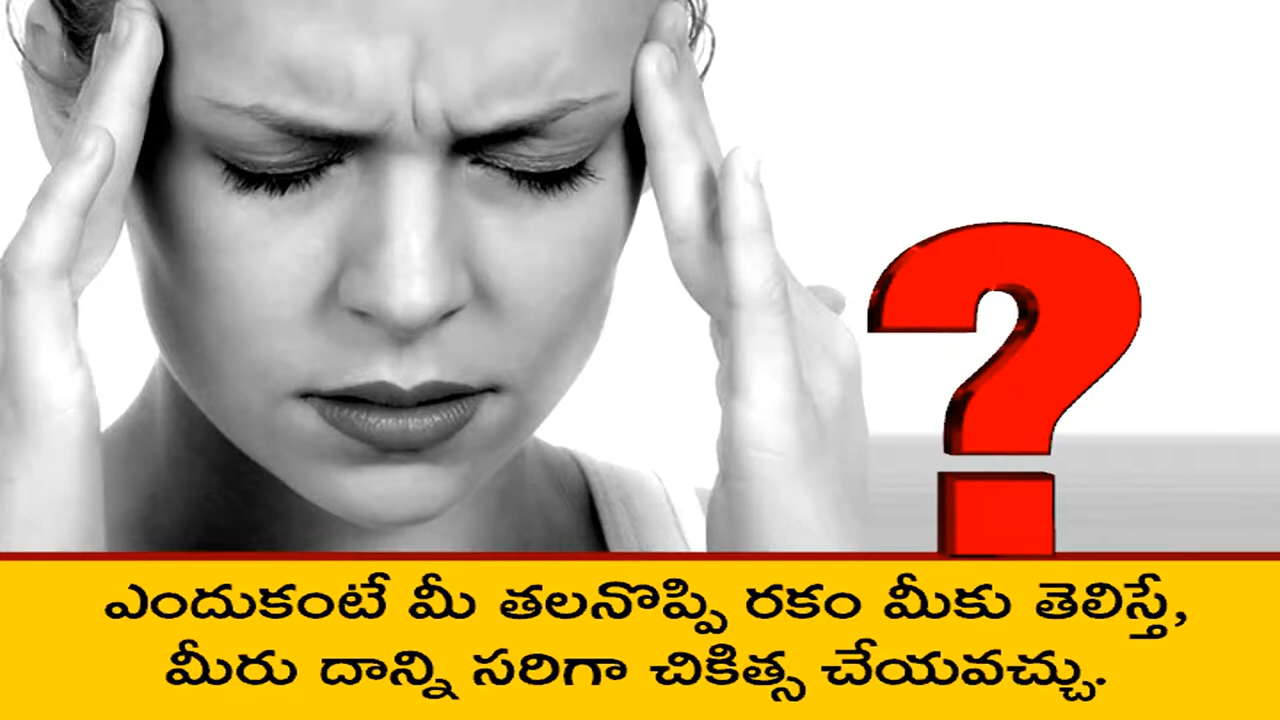 ఎందుకంటే మీ తలనొప్పి రకం మీకు తెలిస్తే,
మీరు దాన్ని సరిగా చికిత్స చేయవచ్చు.